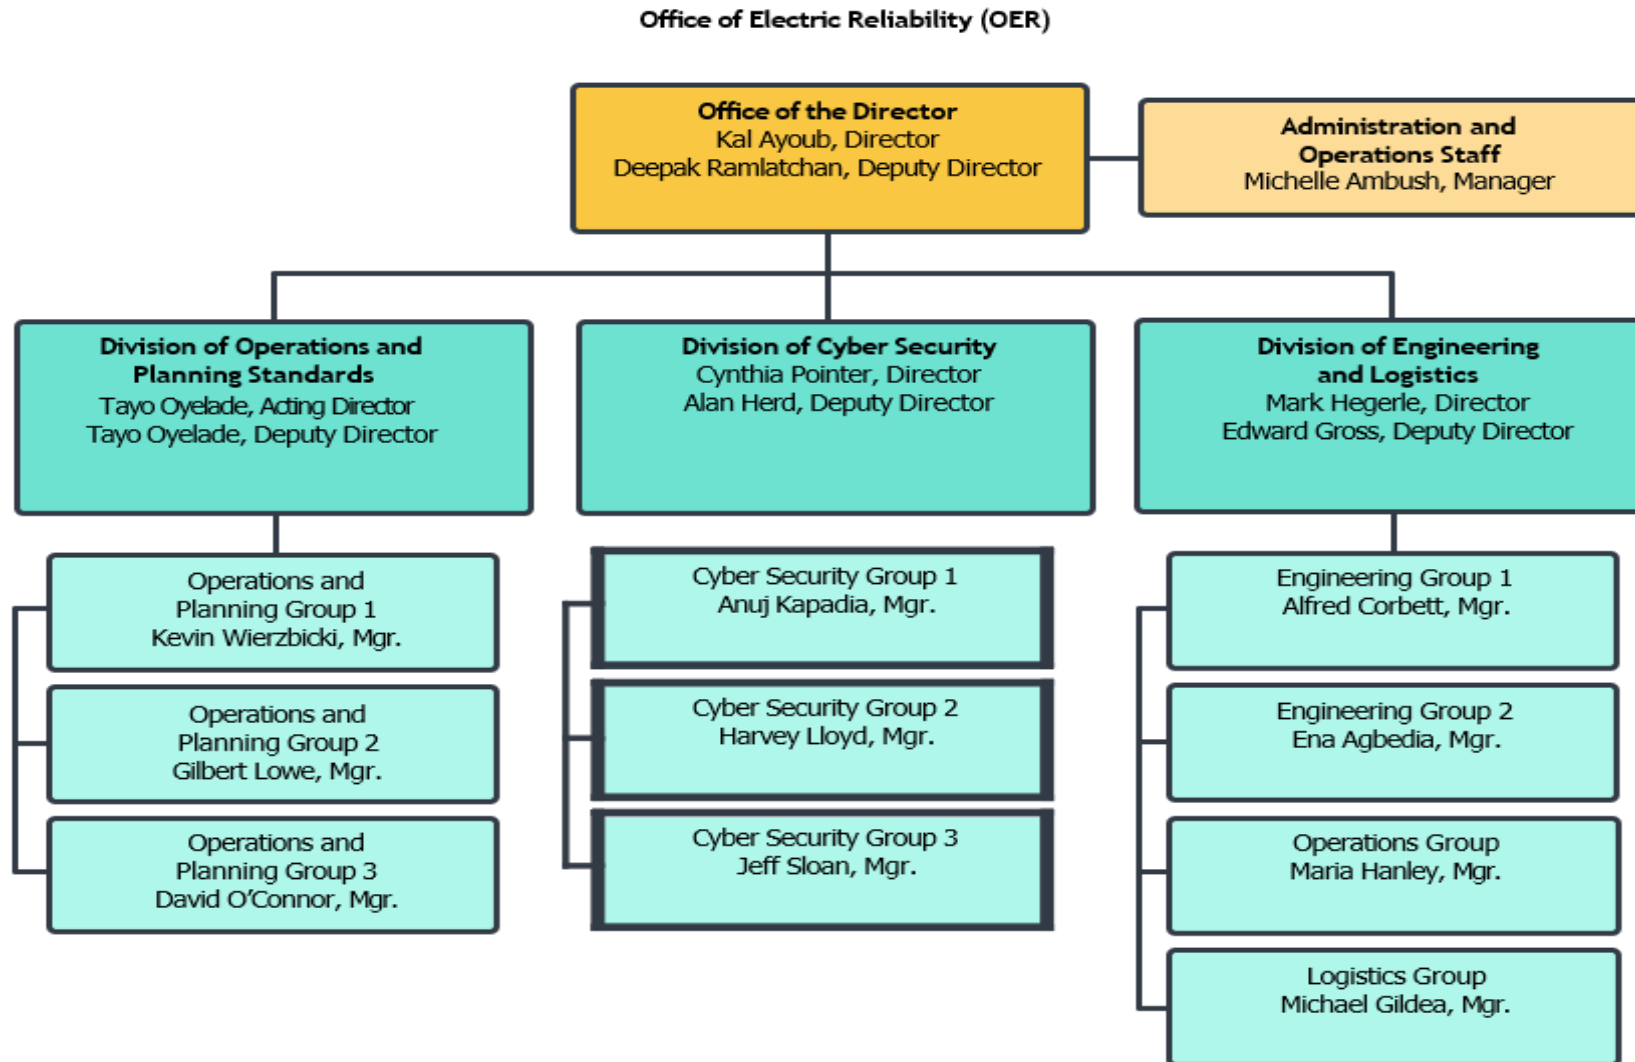 Office of Electric Reliability (OER)
Office of the Director
Kal Ayoub, Director
Deepak Ramlatchan, Deputy Director
Administration and
Operations Staff
Michelle Ambush, Manager
Division of Operations and
Planning Standards
Tayo Oyelade, Acting Director
Tayo Oyelade, Deputy Director
Division of Cyber Security
Cynthia Pointer, Director
Alan Herd, Deputy Director
Division of Engineering
and Logistics
Mark Hegerle, Director
Edward Gross, Deputy Director
Operations and
Planning Group 1
Kevin Wierzbicki, Mgr.
Operations and
Planning Group 2
Gilbert Lowe, Mgr.
Operations and
Planning Group 3
David O’Connor, Mgr.
Cyber Security Group 1
Anuj Kapadia, Mgr.
Cyber Security Group 2
Harvey Lloyd, Mgr.
Cyber Security Group 3
Jeff Sloan, Mgr.
Engineering Group 1
Alfred Corbett, Mgr.
Engineering Group 2
Ena Agbedia, Mgr.
Operations Group
Maria Hanley, Mgr.
Logistics Group
Michael Gildea, Mgr.